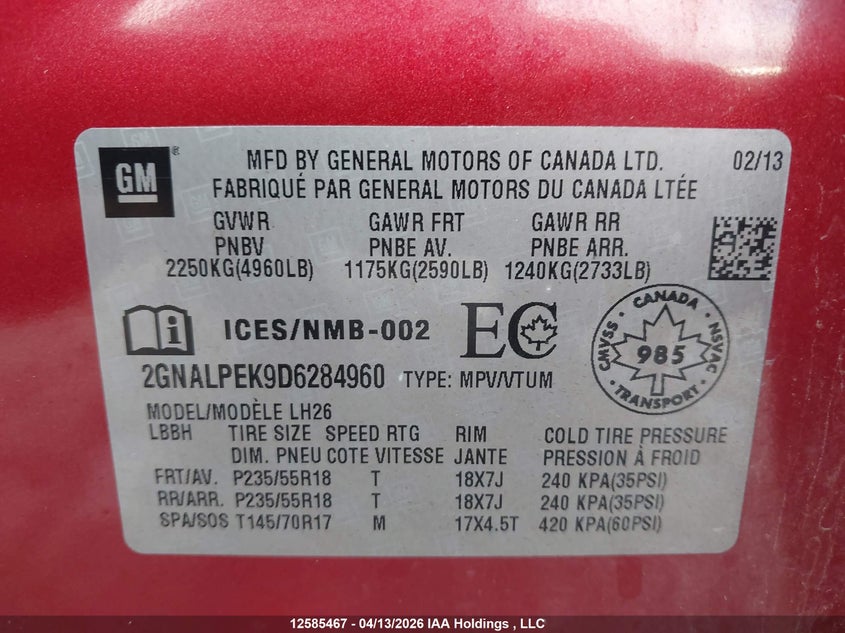 GM®
MFD BY GENERAL MOTORS OF CANADA LTD. 02/13
FABRIQUÉ PAR GENERAL MOTORS DU CANADA LTÉE
GVWR GAWR FRT GAWR RR
PNBV PNBE AV. PNBE ARR.
2250KG(4960LB) 1175KG(2590LB) 1240KG(2733LB)
i ICES/NMB-002 EC
CANADA
CMVSS 985 NSVAC
TRANSPORT
2GNALPEK9D6284960 TYPE: MPV/VTUM
MODEL/MODÈLE LH26
LBBH TIRE SIZE SPEED RTG RIM COLD TIRE PRESSURE
DIM. PNEU COTE VITESSE JANTE PRESSION À FROID
FRT/AV. P235/55R18 T 18X7J 240 KPA(35PSI)
RR/ARR. P235/55R18 T 18X7J 240 KPA(35PSI)
SPA/SOS T145/70R17 M 17X4.5T 420 KPA(60PSI)
12585467 - 04/13/2026 IAA Holdings , LLC